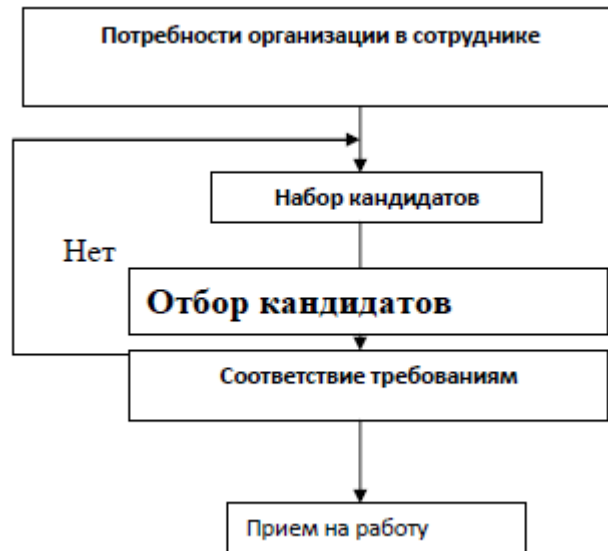 Потребности организации в сотруднике
Набор кандидатов
Нет
Отбор кандидатов
Соответствие требованиям
Прием на работу